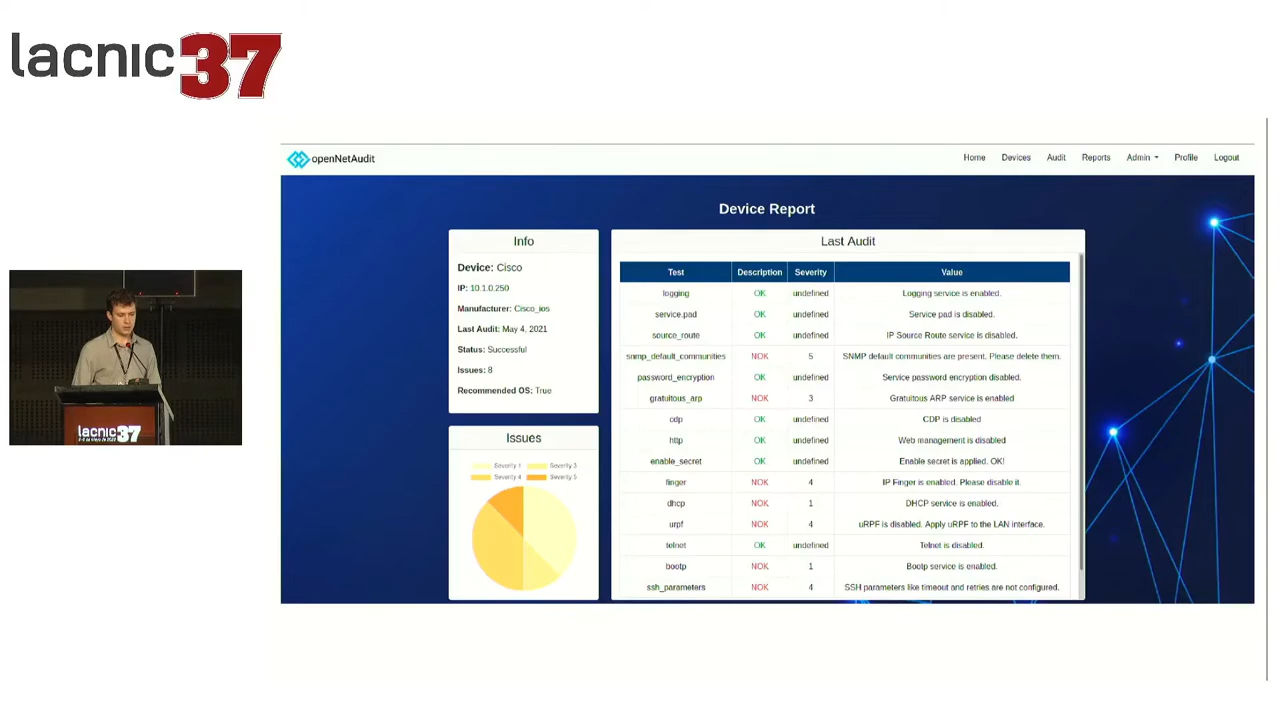 lacnic 37
openNetAudit
Home Devices Audit Reports Admin Profile Logout
Device Report
Info
Device: Cisco
IP: 10.1.0.250
Manufacturer: Cisco_ios
Last Audit: May 4, 2021
Status: Successful
Issues: 8
Recommended OS: True
Issues
Severity 1 Severity 3
Severity 4 Severity 5
Last Audit
Test Description Severity Value
logging OK undefined Logging service is enabled.
service.pad OK undefined Service pad is disabled.
source_route OK undefined IP Source Route service is disabled.
snmp_default_communities NOK 5 SNMP default communities are present. Please delete them.
password_encryption OK undefined Service password encryption disabled.
gratuitous_arp NOK 3 Gratuitous ARP service is enabled
cdp OK undefined CDP is disabled
http OK undefined Web management is disabled
enable_secret OK undefined Enable secret is applied. OK!
finger NOK 4 IP Finger is enabled. Please disable it.
dhcp NOK 1 DHCP service is enabled.
urpf NOK 4 uRPF is disabled. Apply uRPF to the LAN interface.
telnet OK undefined Telnet is disabled.
bootp NOK 1 Bootp service is enabled.
ssh_parameters NOK 4 SSH parameters like timeout and retries are not configured.
lacnic 37